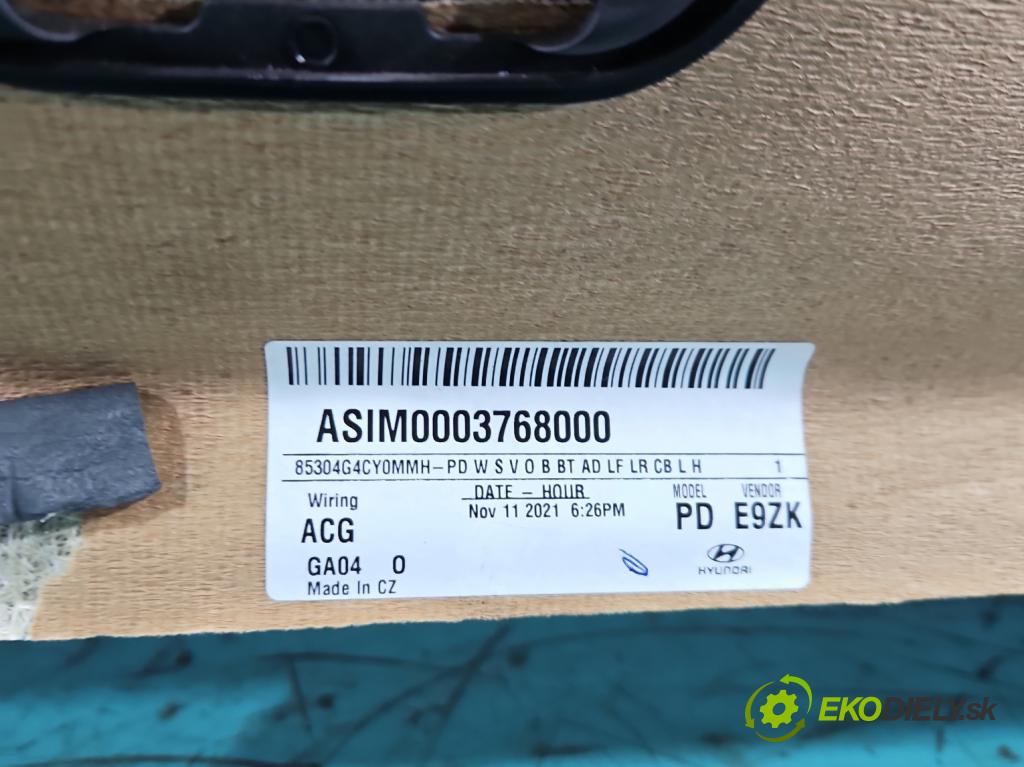 ASIM0003768000
85304G4CY0MMH-PD W S V O B BT AD LF LR CB L H 1
Wiring DATE - HOUR MODEL VENDOR
ACG Nov 11 2021 6:26PM PD E9ZK
GA04 0 HYUNDAI
Made In CZ
EKODIELY.sk